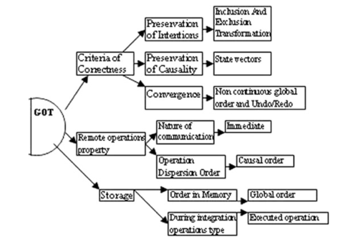 Preservation
of Intentions
Inclusion And
Exclusion
Transformation
Criteria of
Correctness
Preservation
of Causality
State vectors
Convergence
Non continuous global
order and Undo/Redo
GOT
Remote operations
property
Nature of
communication
Immediate
Operation
Dispersion Order
Causal order
Storage
Order in Memory
Global order
During integration
operations type
Executed operation